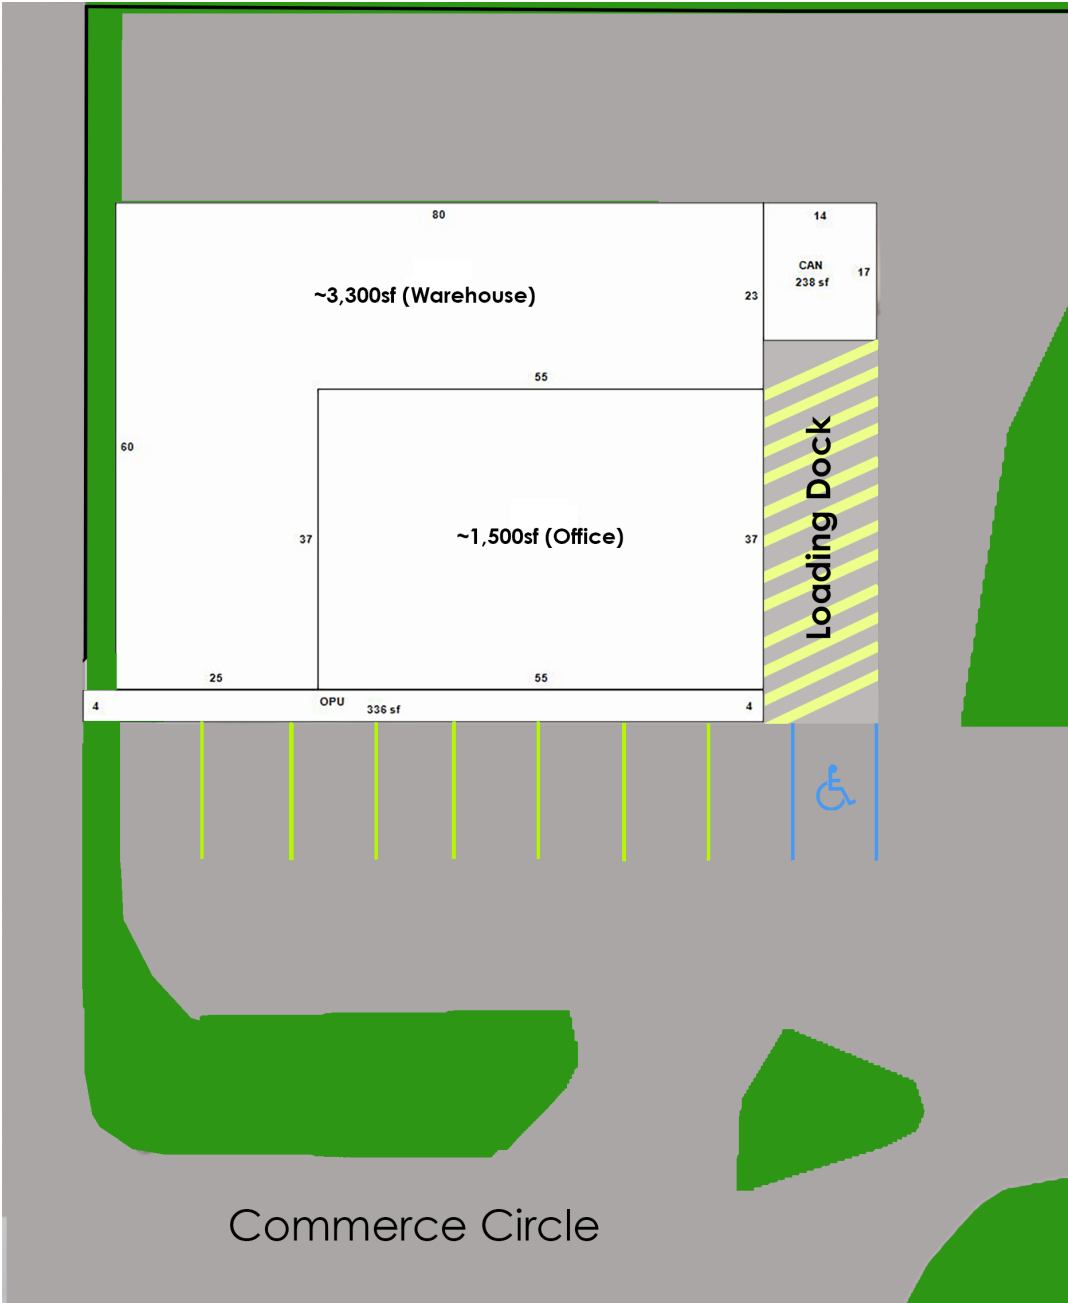 80
14
CAN
238 sf
17
~3,300sf (Warehouse)
23
55
60
Loading Dock
37
~1,500sf (Office)
37
25
55
4
OPU
336 sf
4
Commerce Circle